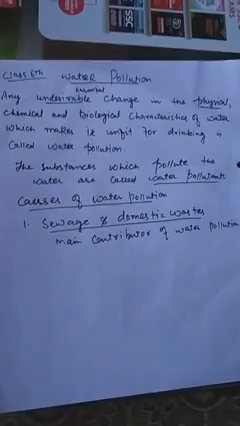 Class 6th Water Pollution
harmful
Any undesirable change in the physical,
chemical and biological characteristics of water
which makes it unfit for drinking is
called water pollution.
The substances which pollute the
water are called water pollutants
Causes of water pollution
1. Sewage & domestic wastes
main contributor of water pollution